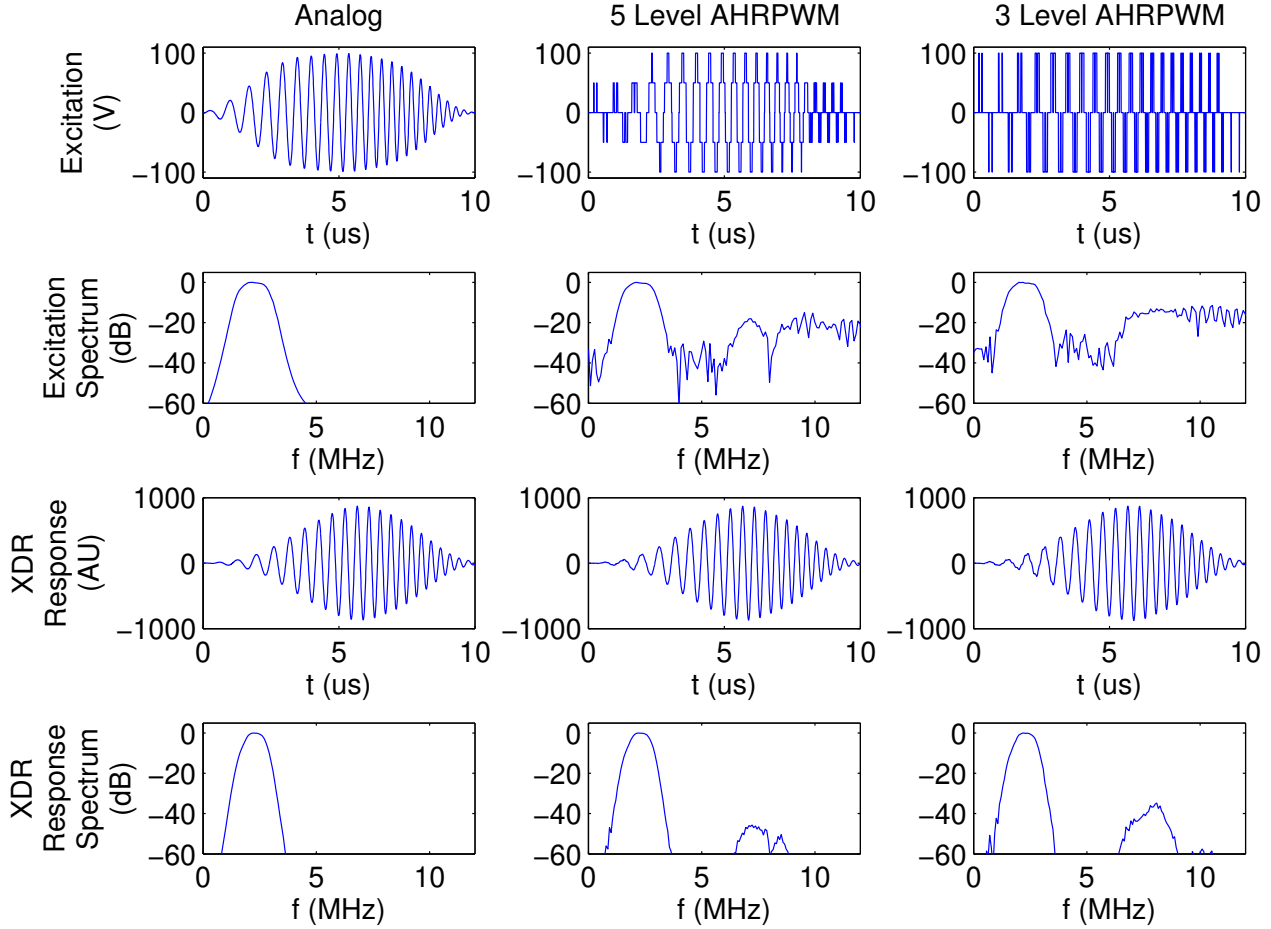 Analog
5 Level AHRPWM
3 Level AHRPWM
Excitation
(V)
100
0
−100
0
5
10
t (us)
100
0
−100
0
5
10
t (us)
100
0
−100
0
5
10
t (us)
Excitation
Spectrum
(dB)
0
−20
−40
−60
0
5
10
f (MHz)
0
−20
−40
−60
0
5
10
f (MHz)
0
−20
−40
−60
0
5
10
f (MHz)
XDR
Response
(AU)
1000
0
−1000
0
5
10
t (us)
1000
0
−1000
0
5
10
t (us)
1000
0
−1000
0
5
10
t (us)
XDR
Response
Spectrum
(dB)
0
−20
−40
−60
0
5
10
f (MHz)
0
−20
−40
−60
0
5
10
f (MHz)
0
−20
−40
−60
0
5
10
f (MHz)